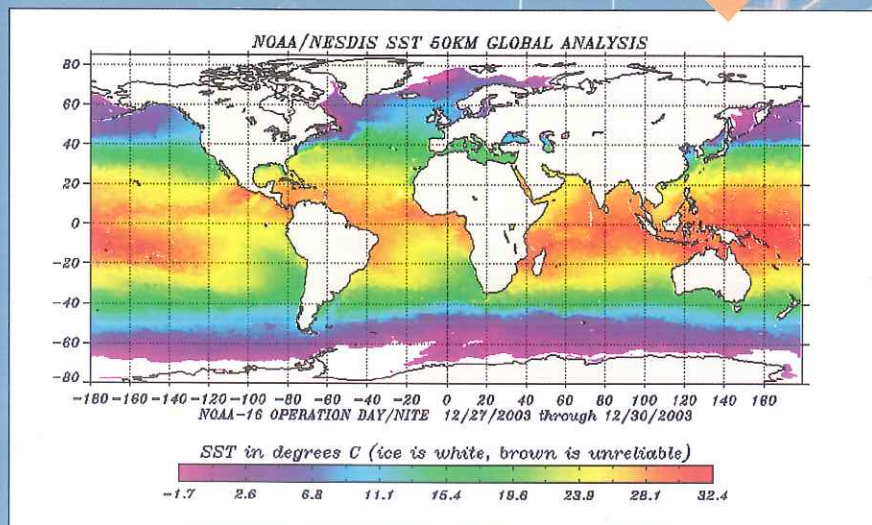 NOAA/NESDIS SST 50KM GLOBAL ANALYSIS
80
60
40
20
0
-20
-40
-60
-80
-180 -160 -140 -120 -100 -80 -60 -40 -20 0 20 40 60 80 100 120 140 160
NOAA-16 OPERATION DAY/NITE 12/27/2003 through 12/30/2003
SST in degrees C (ice is white, brown is unreliable)
-1.7 2.6 6.8 11.1 15.4 19.6 23.9 28.1 32.4